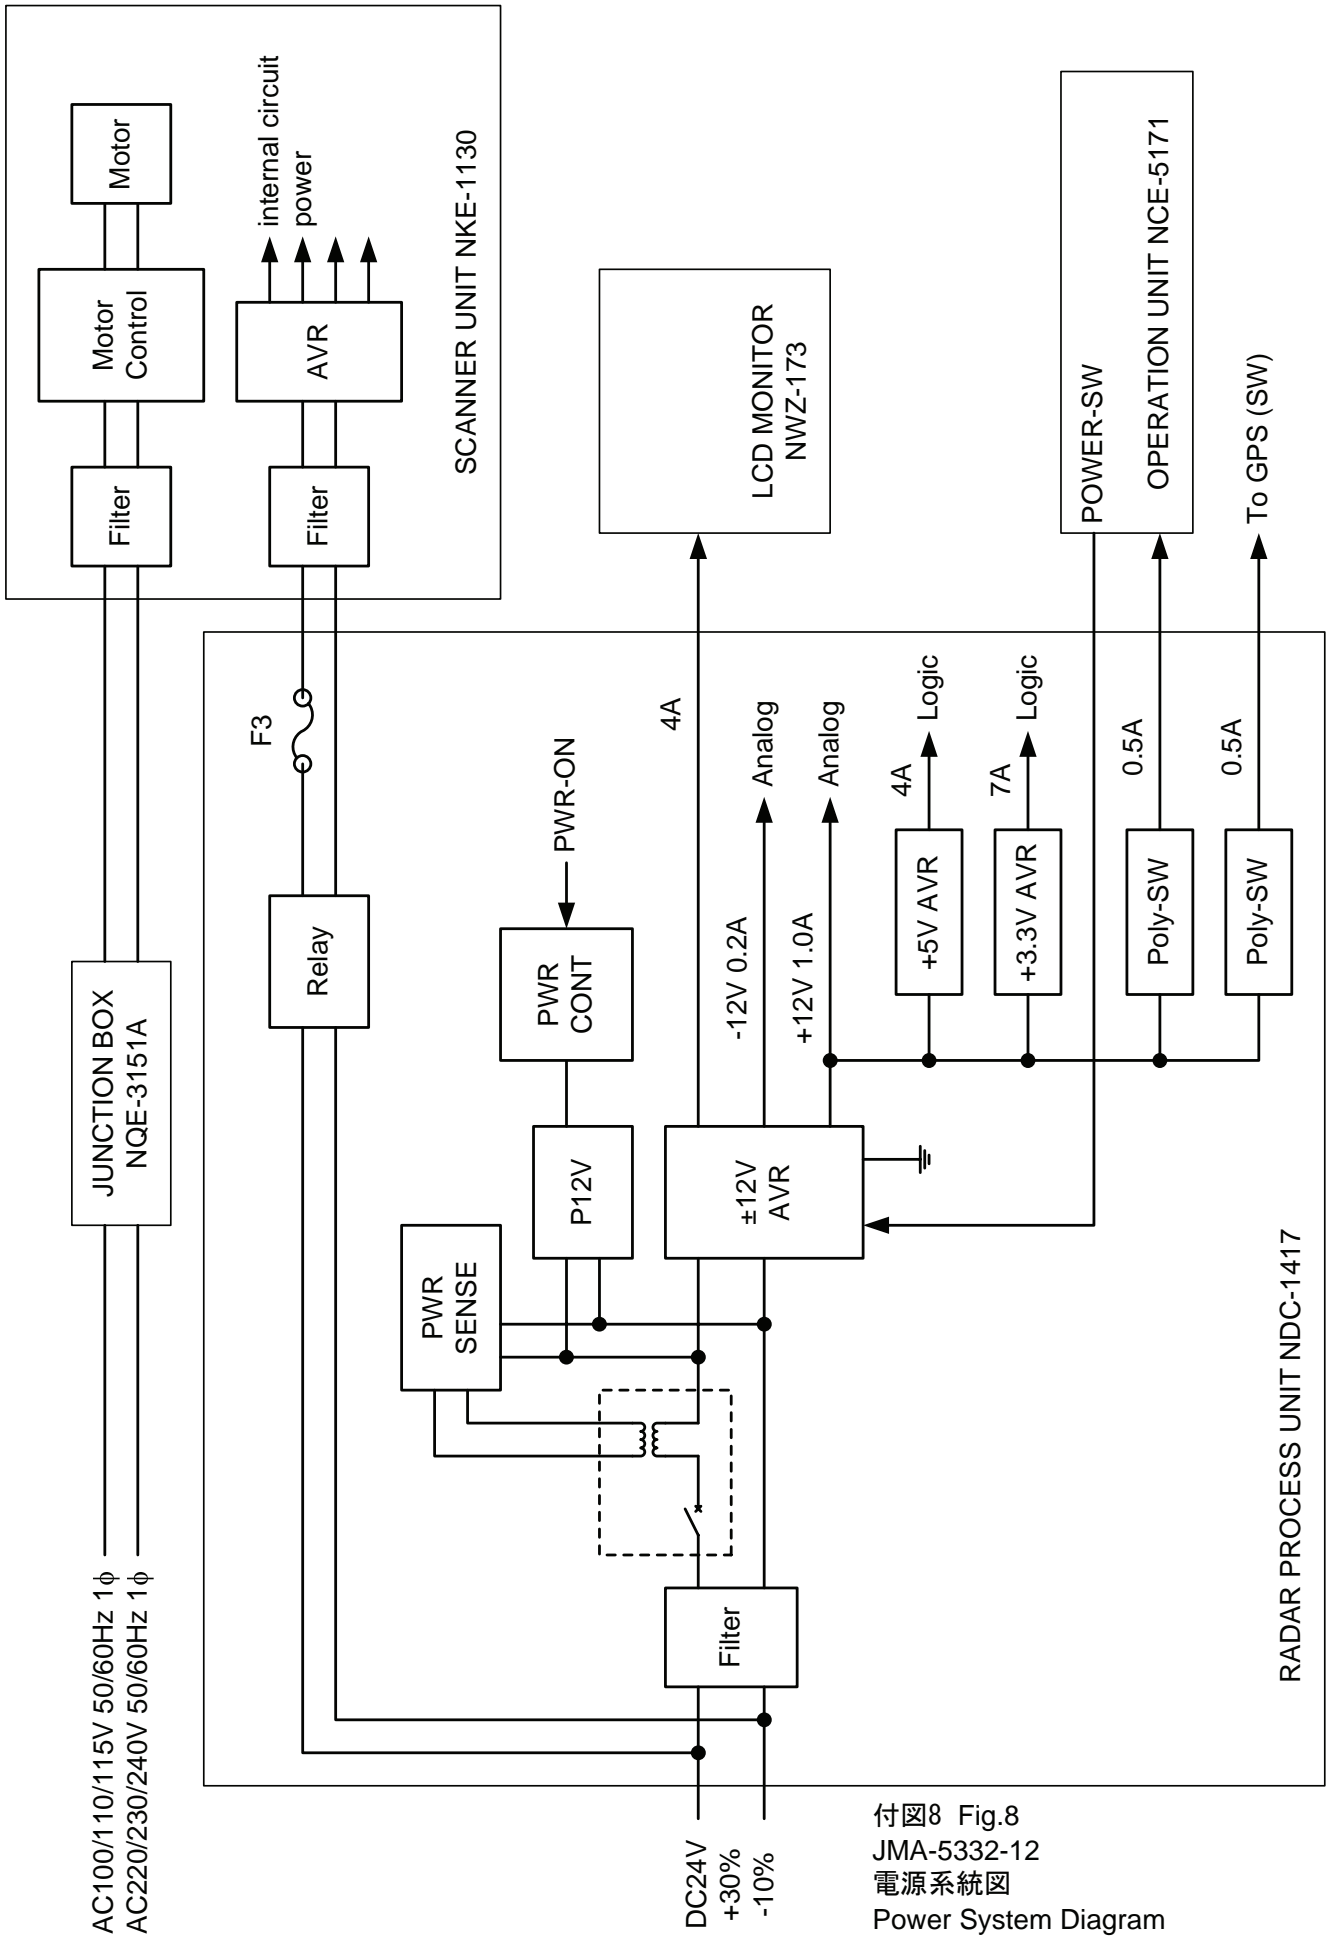 AC100/110/115V 50/60Hz 1ϕ
AC220/230/240V 50/60Hz 1ϕ
JUNCTION BOX
NQE-3151A
Filter
Motor
Control
Motor
Relay
F3
Filter
AVR
internal circuit
power
SCANNER UNIT NKE-1130
PWR
SENSE
P12V
PWR
CONT
PWR-ON
DC24V
+30%
-10%
Filter
±12V
AVR
4A
LCD MONITOR
NWZ-173
-12V 0.2A
Analog
+12V 1.0A
Analog
+5V AVR
4A
Logic
+3.3V AVR
7A
Logic
POWER-SW
Poly-SW
0.5A
OPERATION UNIT NCE-5171
Poly-SW
0.5A
To GPS (SW)
RADAR PROCESS UNIT NDC-1417
付図8 Fig.8
JMA-5332-12
電源系統図
Power System Diagram